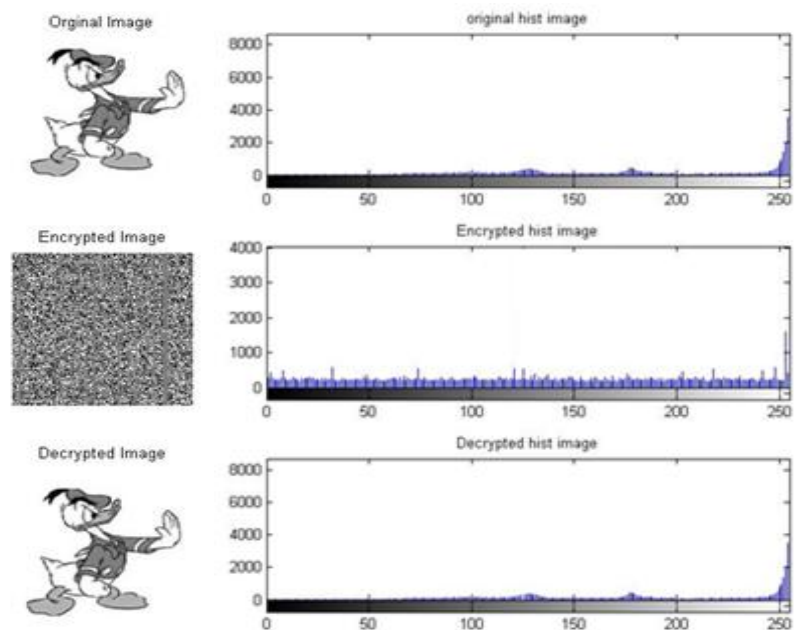 Orginal Image
original hist image
8000
6000
4000
2000
0
0 50 100 150 200 250
Encrypted Image
Encrypted hist image
4000
3000
2000
1000
0
0 50 100 150 200 250
Decrypted Image
Decrypted hist image
8000
6000
4000
2000
0
0 50 100 150 200 250